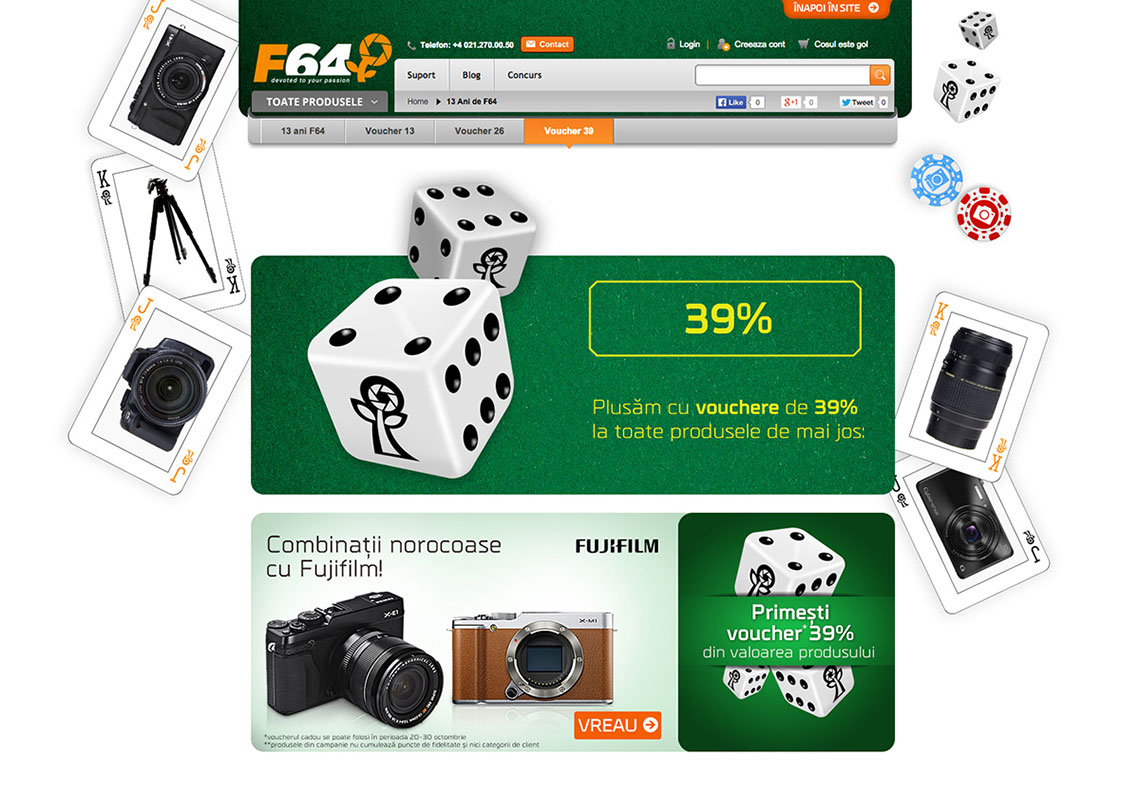 ÎNAPOI ÎN SITE
F64
devoted to your passion
Telefon: +4 021.270.00.50
Contact
Login | Creeaza cont
Cosul este gol
Suport
Blog
Concurs
TOATE PRODUSELE
Home
13 Ani de F64
Like 0
g+1 0
Tweet 0
13 ani F64
Voucher 13
Voucher 26
Voucher 39
J
J
K
K
J
J
K
K
J
J
39%
Plusăm cu vouchere de 39%
la toate produsele de mai jos:
Combinații norocoase
cu Fujifilm!
FUJIFILM
X-E1
X-M1
VREAU
*voucherul cadou se poate folosi în perioada 20-30 octombrie
**produsele din campanie nu cumulează puncte de fidelitate și nici categorii de client
Primești
voucher*39%
din valoarea produsului